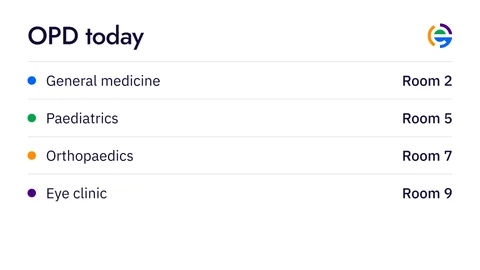 OPD today
General medicine Room 2
Paediatrics Room 5
Orthopaedics Room 7
Eye clinic Room 9